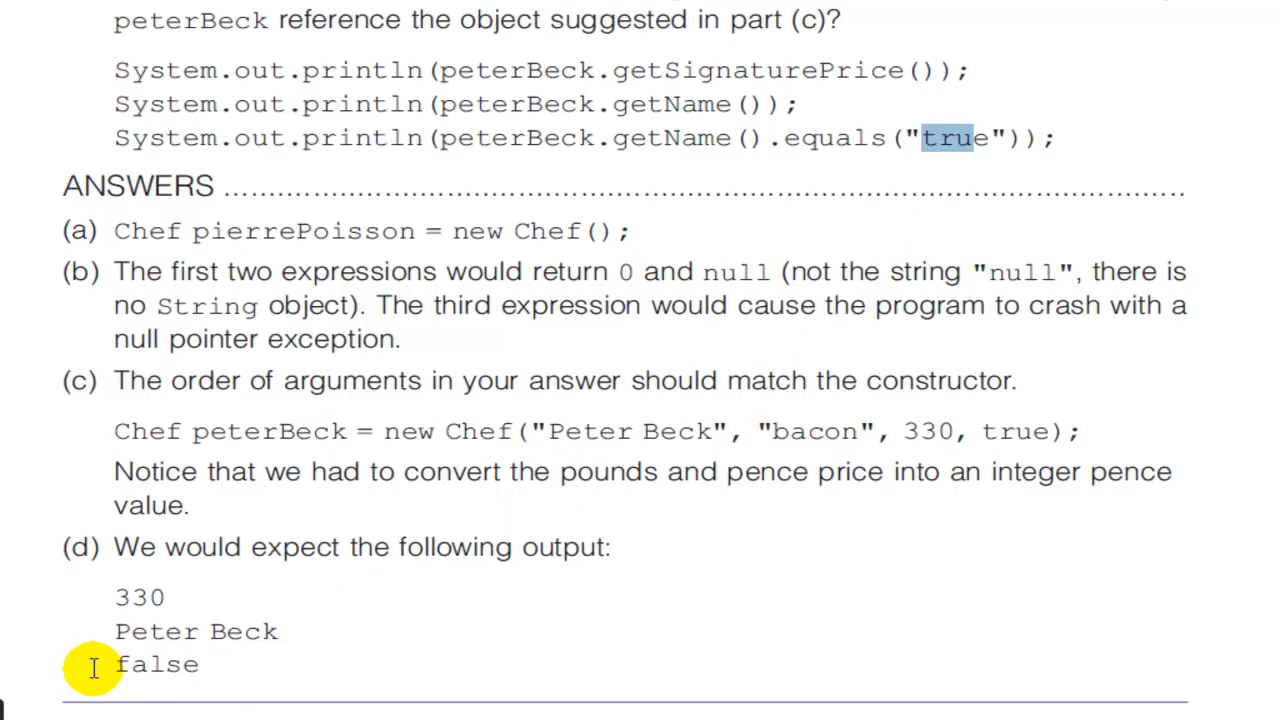 peterBeck reference the object suggested in part (c)?
System.out.println(peterBeck.getSignaturePrice());
System.out.println(peterBeck.getName());
System.out.println(peterBeck.getName().equals("true"));
ANSWERS ................................................................................................
(a) Chef pierrePoisson = new Chef();
(b) The first two expressions would return 0 and null (not the string "null", there is
no String object). The third expression would cause the program to crash with a
null pointer exception.
(c) The order of arguments in your answer should match the constructor.
Chef peterBeck = new Chef("Peter Beck", "bacon", 330, true);
Notice that we had to convert the pounds and pence price into an integer pence
value.
(d) We would expect the following output:
330
Peter Beck
false